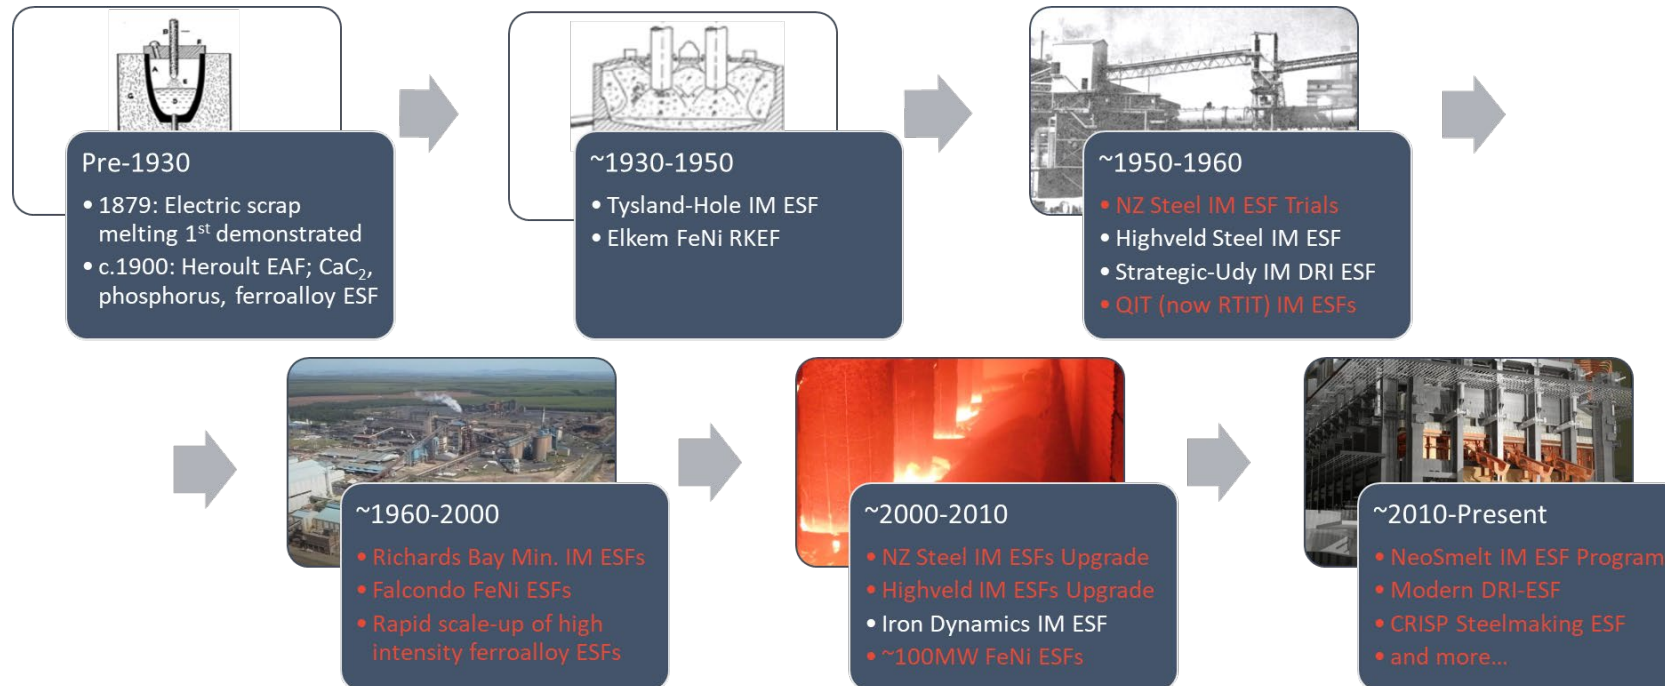 Pre-1930
• 1879: Electric scrap
melting 1st demonstrated
• c.1900: Heroult EAF; CaC2,
phosphorus, ferroalloy ESF
~1930-1950
• Tysland-Hole IM ESF
• Elkem FeNi RKEF
~1950-1960
• NZ Steel IM ESF Trials
• Highveld Steel IM ESF
• Strategic-Udy IM DRI ESF
• QIT (now RTIT) IM ESFs
~1960-2000
• Richards Bay Min. IM ESFs
• Falcondo FeNi ESFs
• Rapid scale-up of high
intensity ferroalloy ESFs
~2000-2010
• NZ Steel IM ESFs Upgrade
• Highveld IM ESFs Upgrade
• Iron Dynamics IM ESF
• ~100MW FeNi ESFs
~2010-Present
• NeoSmelt IM ESF Program
• Modern DRI-ESF
• CRISP Steelmaking ESF
• and more...